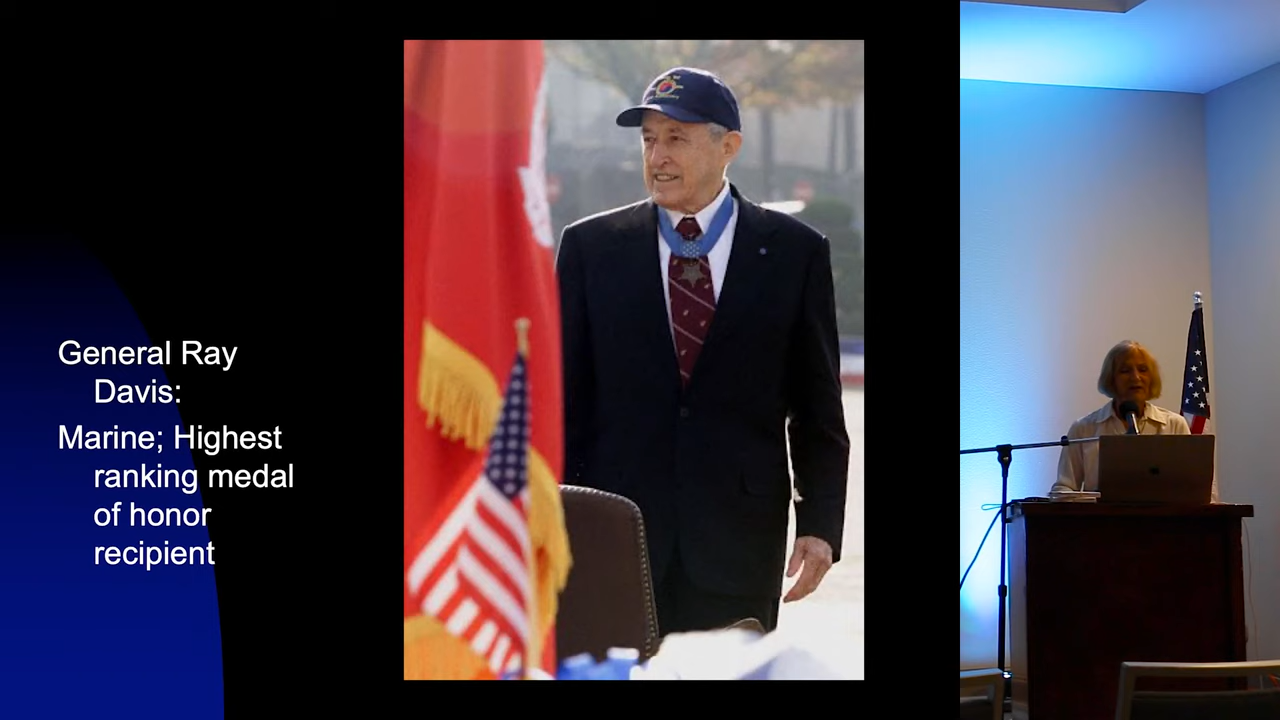 General Ray
Davis:
Marine; Highest
ranking medal
of honor
recipient